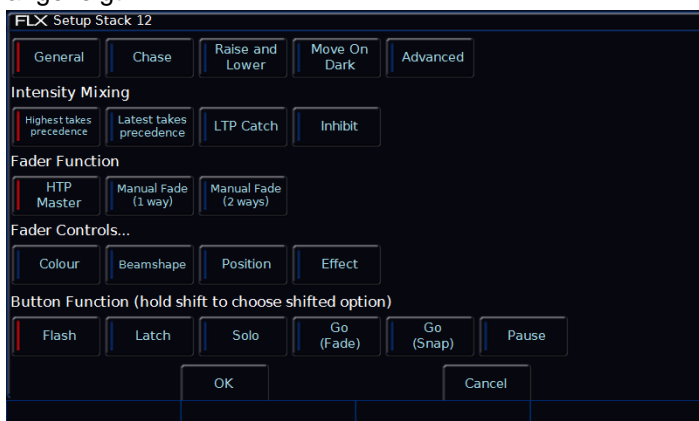 FLX Setup Stack 12
General Chase Raise and Lower Move On Dark Advanced
Intensity Mixing
Highest takes precedence Latest takes precedence LTP Catch Inhibit
Fader Function
HTP Master Manual Fade (1 way) Manual Fade (2 ways)
Fader Controls...
Colour Beamshape Position Effect
Button Function (hold shift to choose shifted option)
Flash Latch Solo Go (Fade) Go (Snap) Pause
OK Cancel